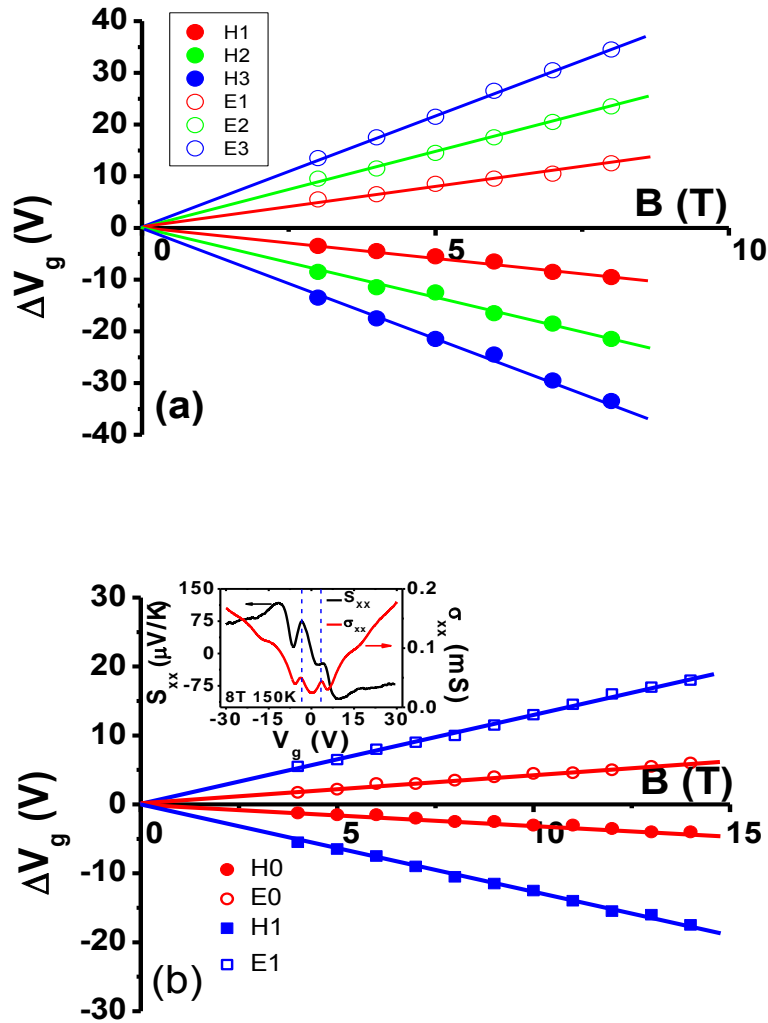 40
30
20
10
0
-10
-20
-30
-40
ΔVg (V)
H1
H2
H3
E1
E2
E3
B (T)
0
5
10
(a)
30
20
10
0
-10
-20
-30
ΔVg (V)
150
75
0
-75
Sxx (μV/K)
Sxx
σxx
8T 150K
-30
-15
0
15
30
Vg (V)
0.2
0.1
0.0
σxx (mS)
B (T)
0
5
10
15
H0
E0
H1
E1
(b)